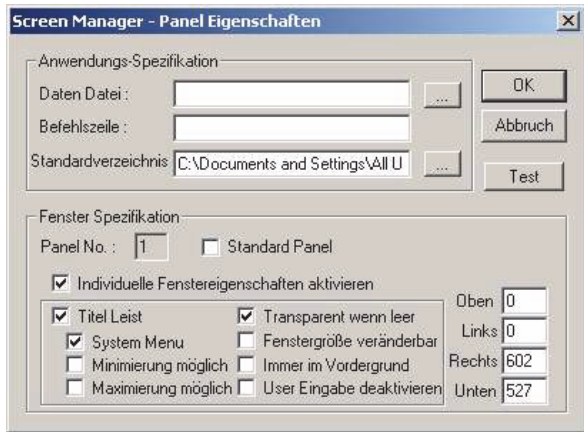 Screen Manager - Panel Eigenschaften
Anwendungs-Spezifikation
Daten Datei :
...
OK
Befehlszeile :
Abbruch
Standardverzeichnis C:\Documents and Settings\All U
...
Test
Fenster Spezifikation
Panel No. : 1 Standard Panel
Individuelle Fenstereigenschaften aktivieren
Titel Leist Transparent wenn leer
System Menu Fenstergröße veränderbar
Minimierung möglich Immer im Vordergrund
Maximierung möglich User Eingabe deaktivieren
Oben 0
Links 0
Rechts 602
Unten 527